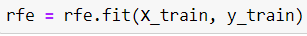 rfe = rfe.fit(X_train, y_train)